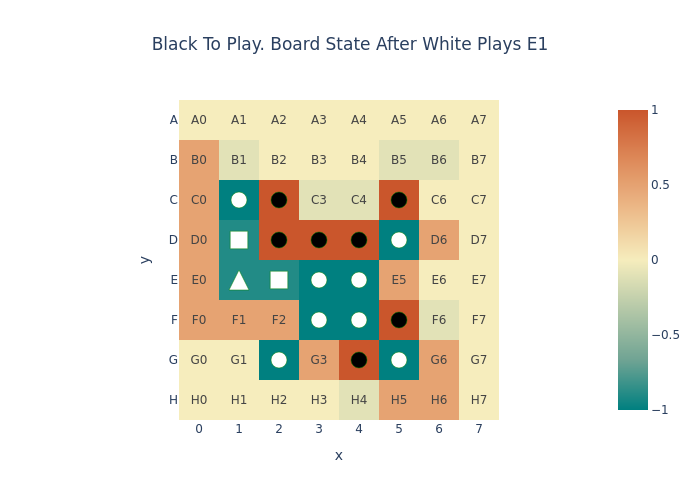 Black To Play. Board State After White Plays E1
A A0 A1 A2 A3 A4 A5 A6 A7
B B0 B1 B2 B3 B4 B5 B6 B7
C C0 C3 C4 C6 C7
D D0 D6 D7
E E0 E5 E6 E7
F F0 F1 F2 F6 F7
G G0 G1 G3 G6 G7
H H0 H1 H2 H3 H4 H5 H6 H7
0 1 2 3 4 5 6 7
x
y
1
0.5
0
−0.5
−1